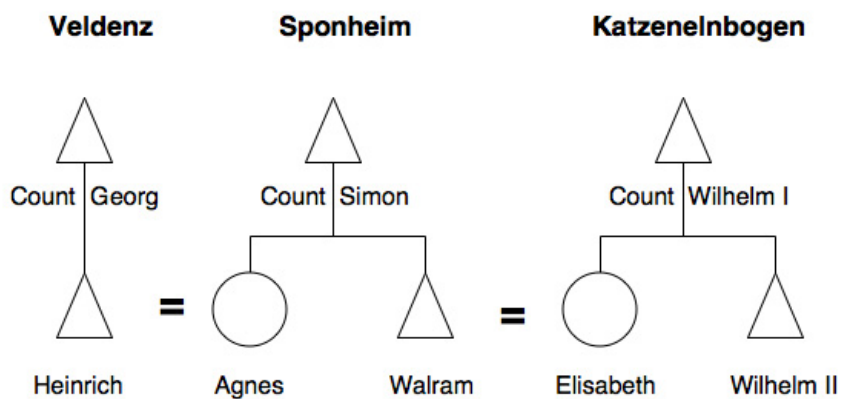 Veldenz Sponheim Katzenelnbogen
Count Georg Count Simon Count Wilhelm I
= =
Heinrich Agnes Walram Elisabeth Wilhelm II